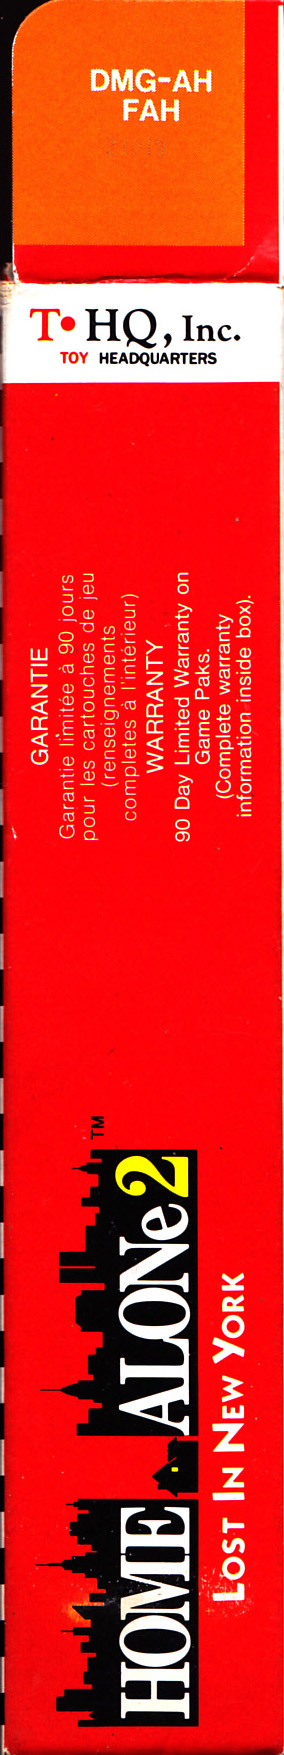 DMG-AH
FAH
T•HQ, Inc.
TOY HEADQUARTERS
GARANTIE
Garantie limitée à 90 jours
pour les cartouches de jeu
(renseignements
completes à l'intérieur)
WARRANTY
90 Day Limited Warranty on
Game Paks.
(Complete warranty
information inside box).
HOME ALONe 2 TM
LOST IN NEW YORK